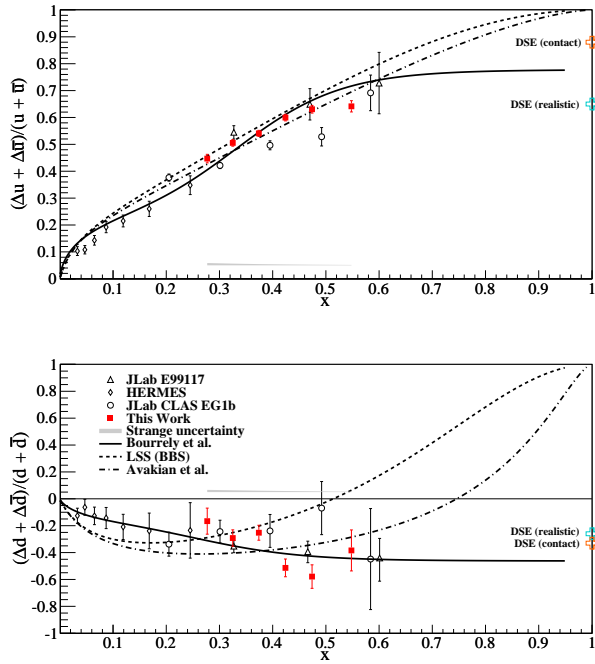 1
0.9
0.8
0.7
0.6
0.5
0.4
0.3
0.2
0.1
0
(Δu + Δu̅)/(u + u̅)
DSE (contact)
DSE (realistic)
0.1 0.2 0.3 0.4 0.5 0.6 0.7 0.8 0.9 1
x
1
0.8
0.6
0.4
0.2
0
-0.2
-0.4
-0.6
-0.8
-1
(Δd + Δd̅)/(d + d̅)
JLab E99117
HERMES
JLab CLAS EG1b
This Work
Strange uncertainty
Bourrely et al.
LSS (BBS)
Avakian et al.
DSE (realistic)
DSE (contact)
0.1 0.2 0.3 0.4 0.5 0.6 0.7 0.8 0.9 1
x